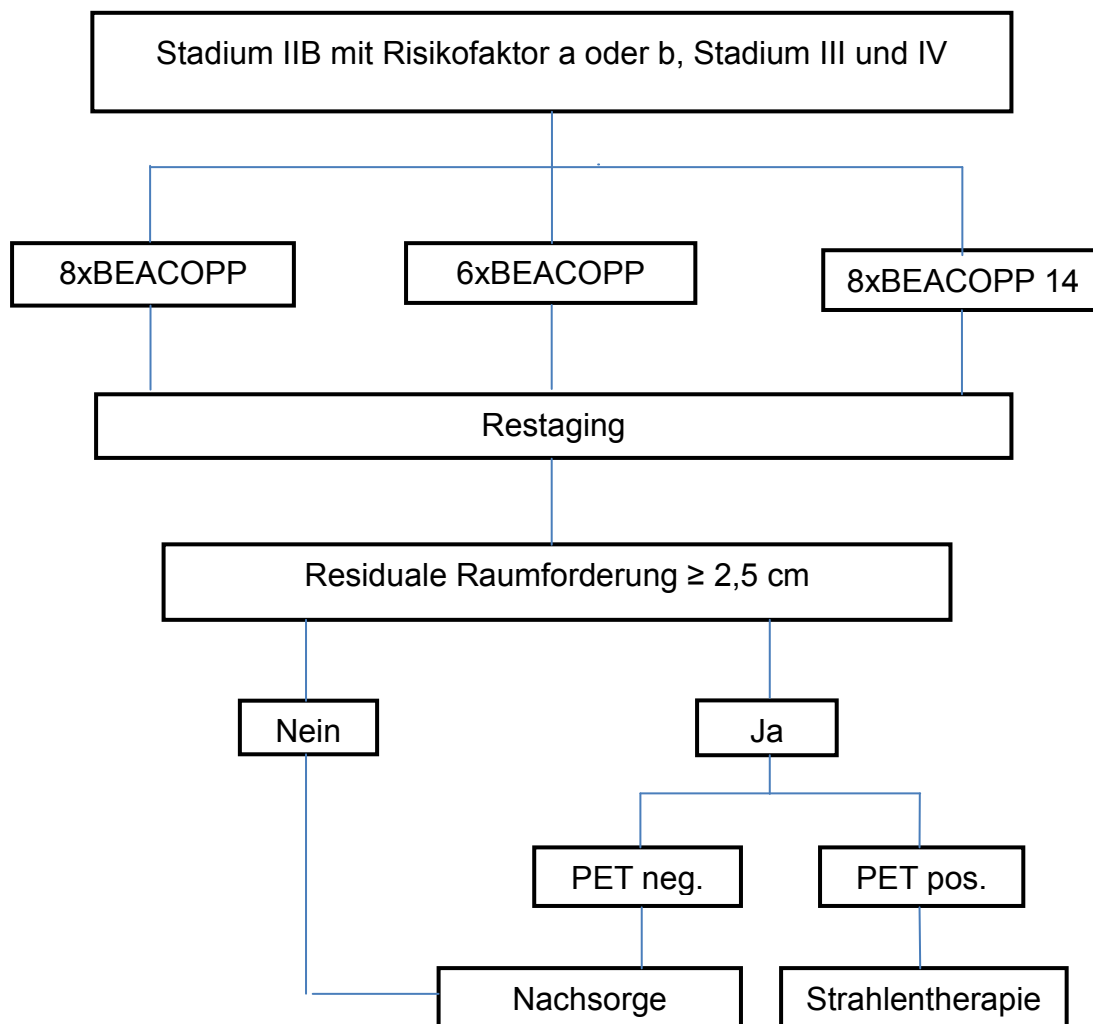 Stadium IIB mit Risikofaktor a oder b, Stadium III und IV
8xBEACOPP
6xBEACOPP
8xBEACOPP 14
Restaging
Residuale Raumforderung ≥ 2,5 cm
Nein
Ja
PET neg.
PET pos.
Nachsorge
Strahlentherapie